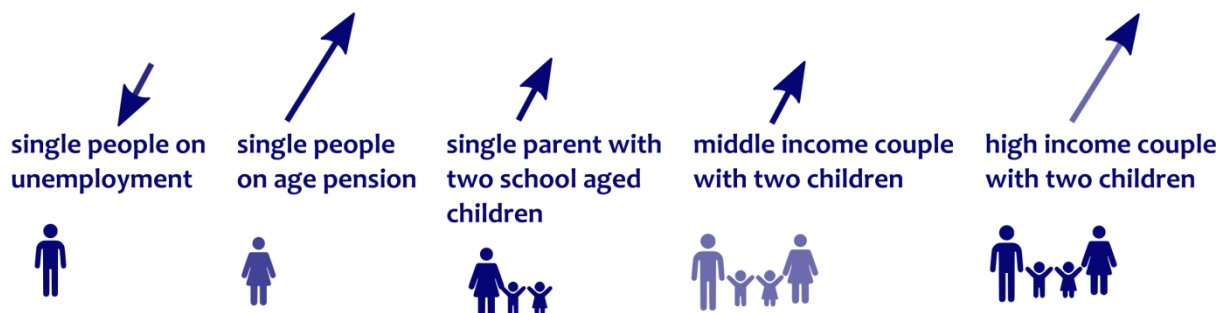 single people on
unemployment
single people
on age pension
single parent with
two school aged
children
middle income couple
with two children
high income couple
with two children